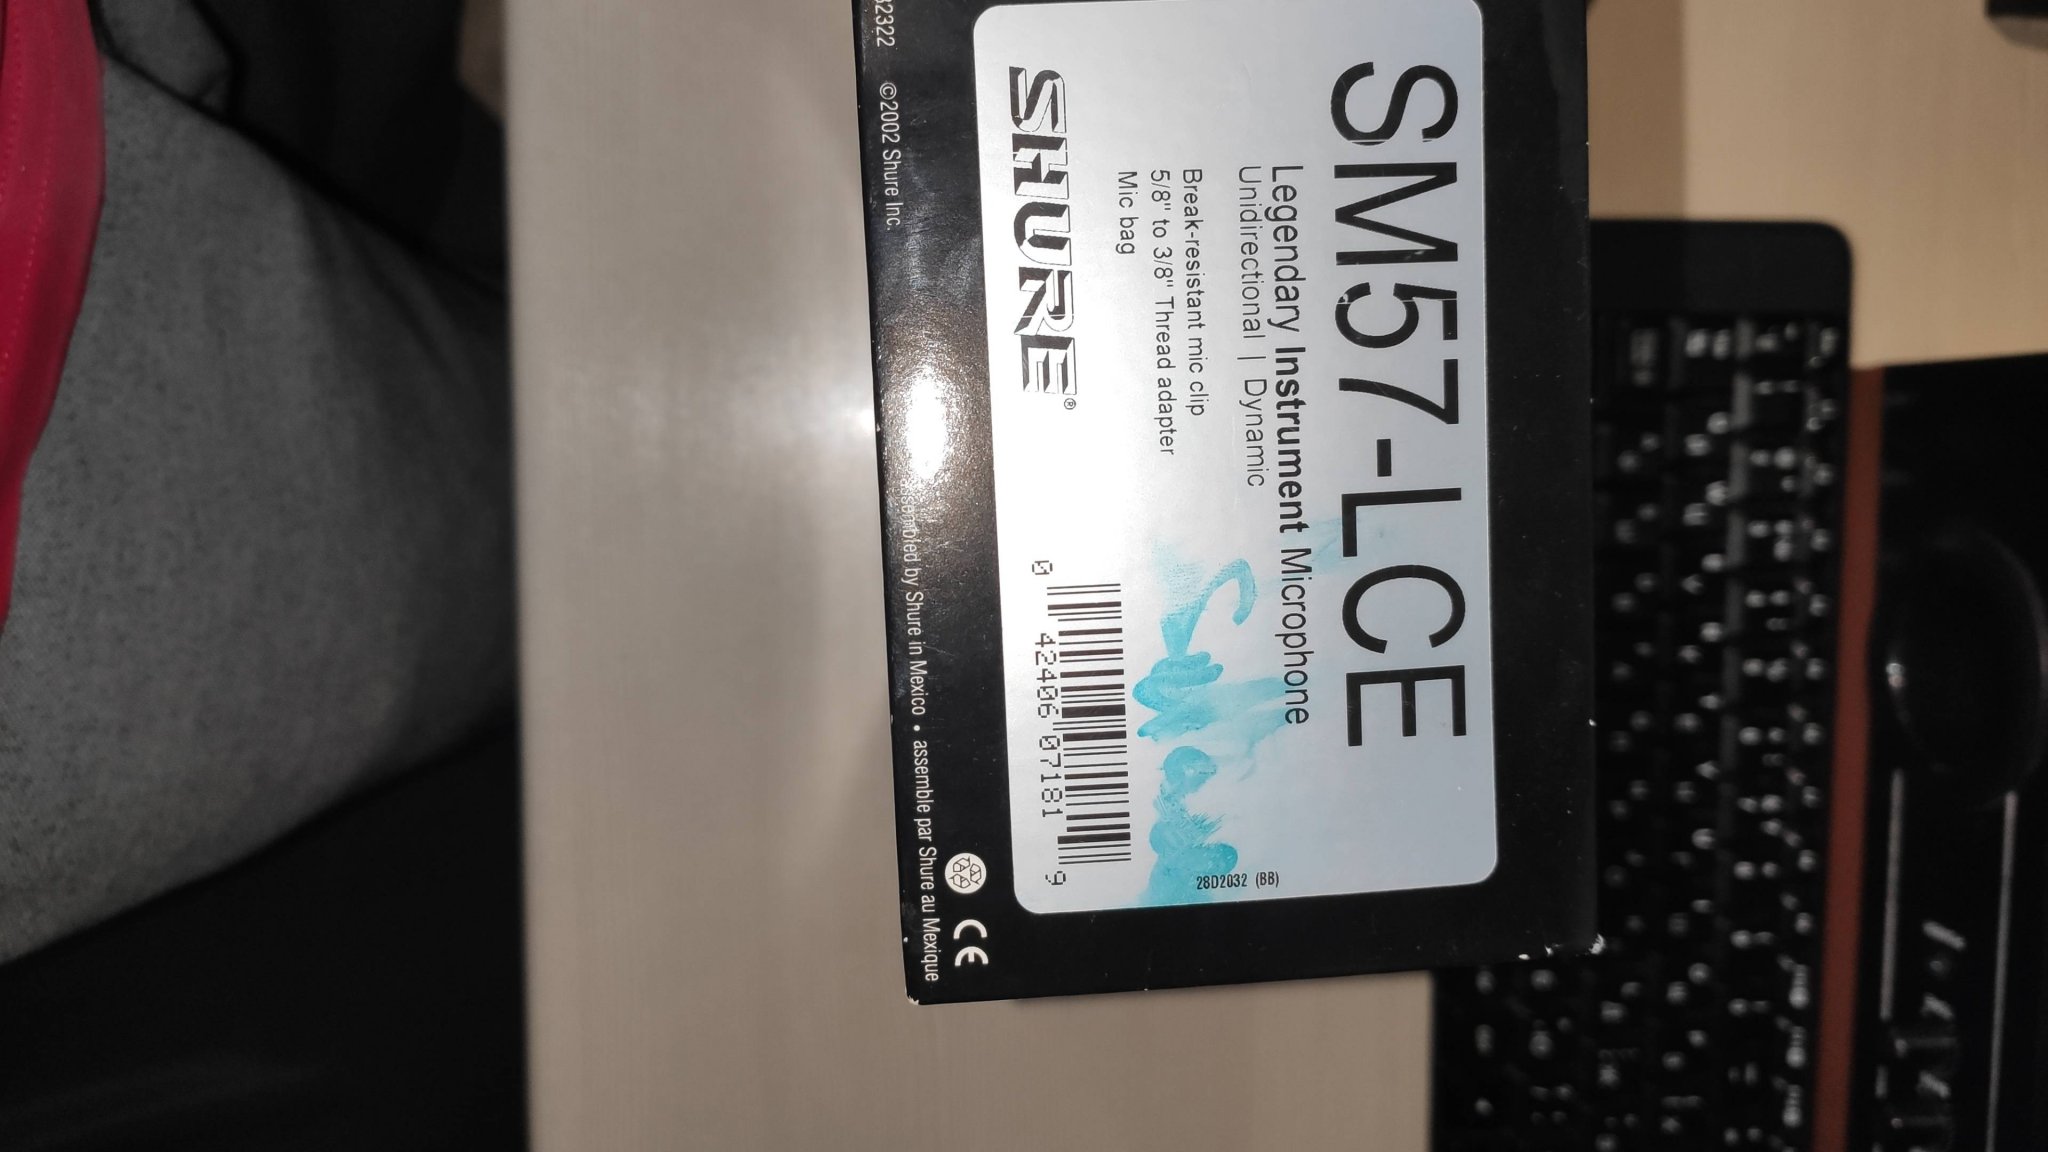 SM57-LCE
Legendary Instrument Microphone
Unidirectional | Dynamic
Break-resistant mic clip
5/8" to 3/8" Thread adapter
Mic bag
SHURE®
0 42406 07181 9
28D2032 (BB)
2322 ©2002 Shure Inc.
assembled by Shure in Mexico • assemble par Shure au Mexique
CE